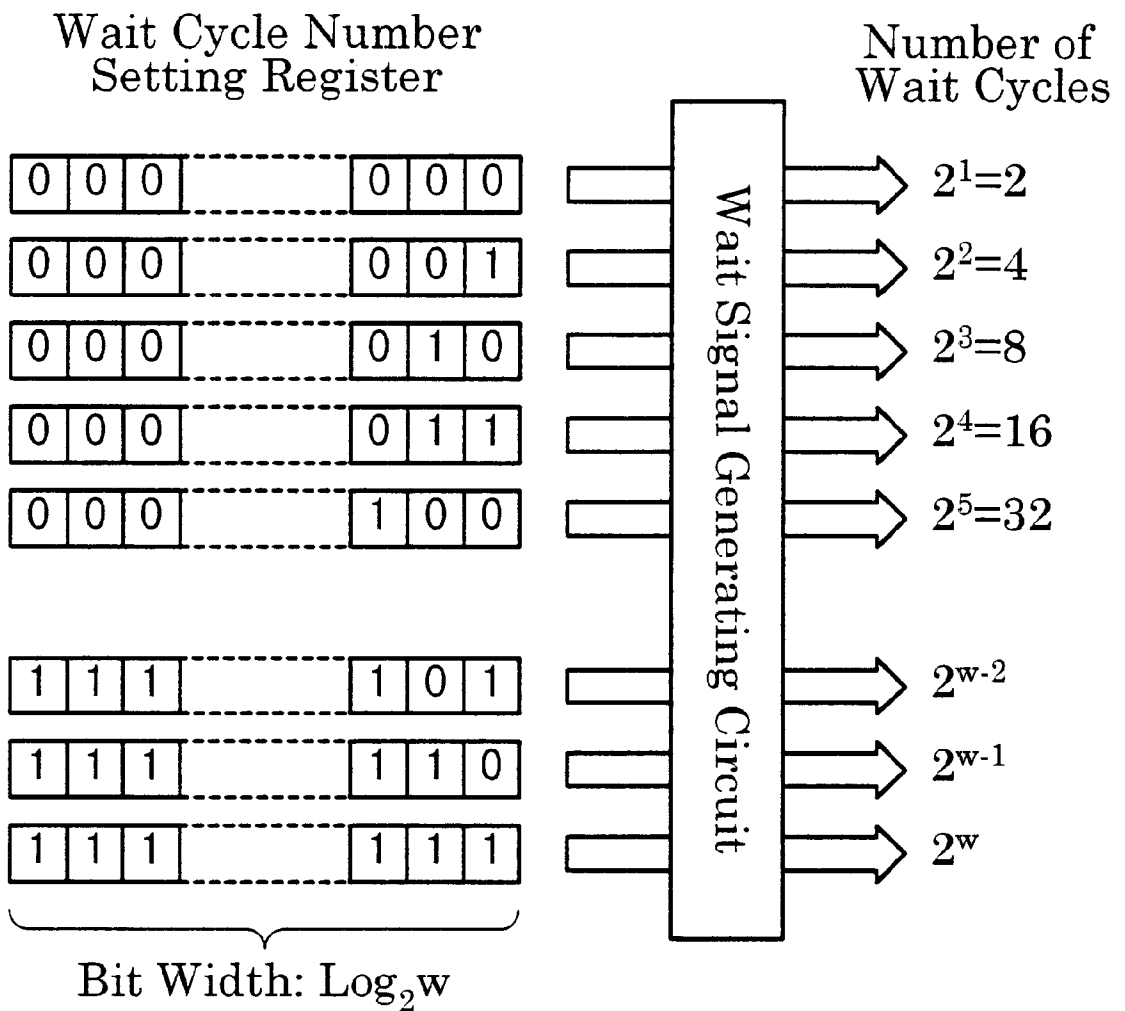 Wait Cycle Number
Setting Register
Number of
Wait Cycles
0 0 0 0 0 0
2¹=2
0 0 0 0 0 1
2²=4
0 0 0 0 1 0
2³=8
0 0 0 0 1 1
2⁴=16
0 0 0 1 0 0
2⁵=32
1 1 1 1 0 1
2ʷ⁻²
1 1 1 1 1 0
2ʷ⁻¹
1 1 1 1 1 1
2ʷ
Wait Signal Generating Circuit
Bit Width: Log₂w